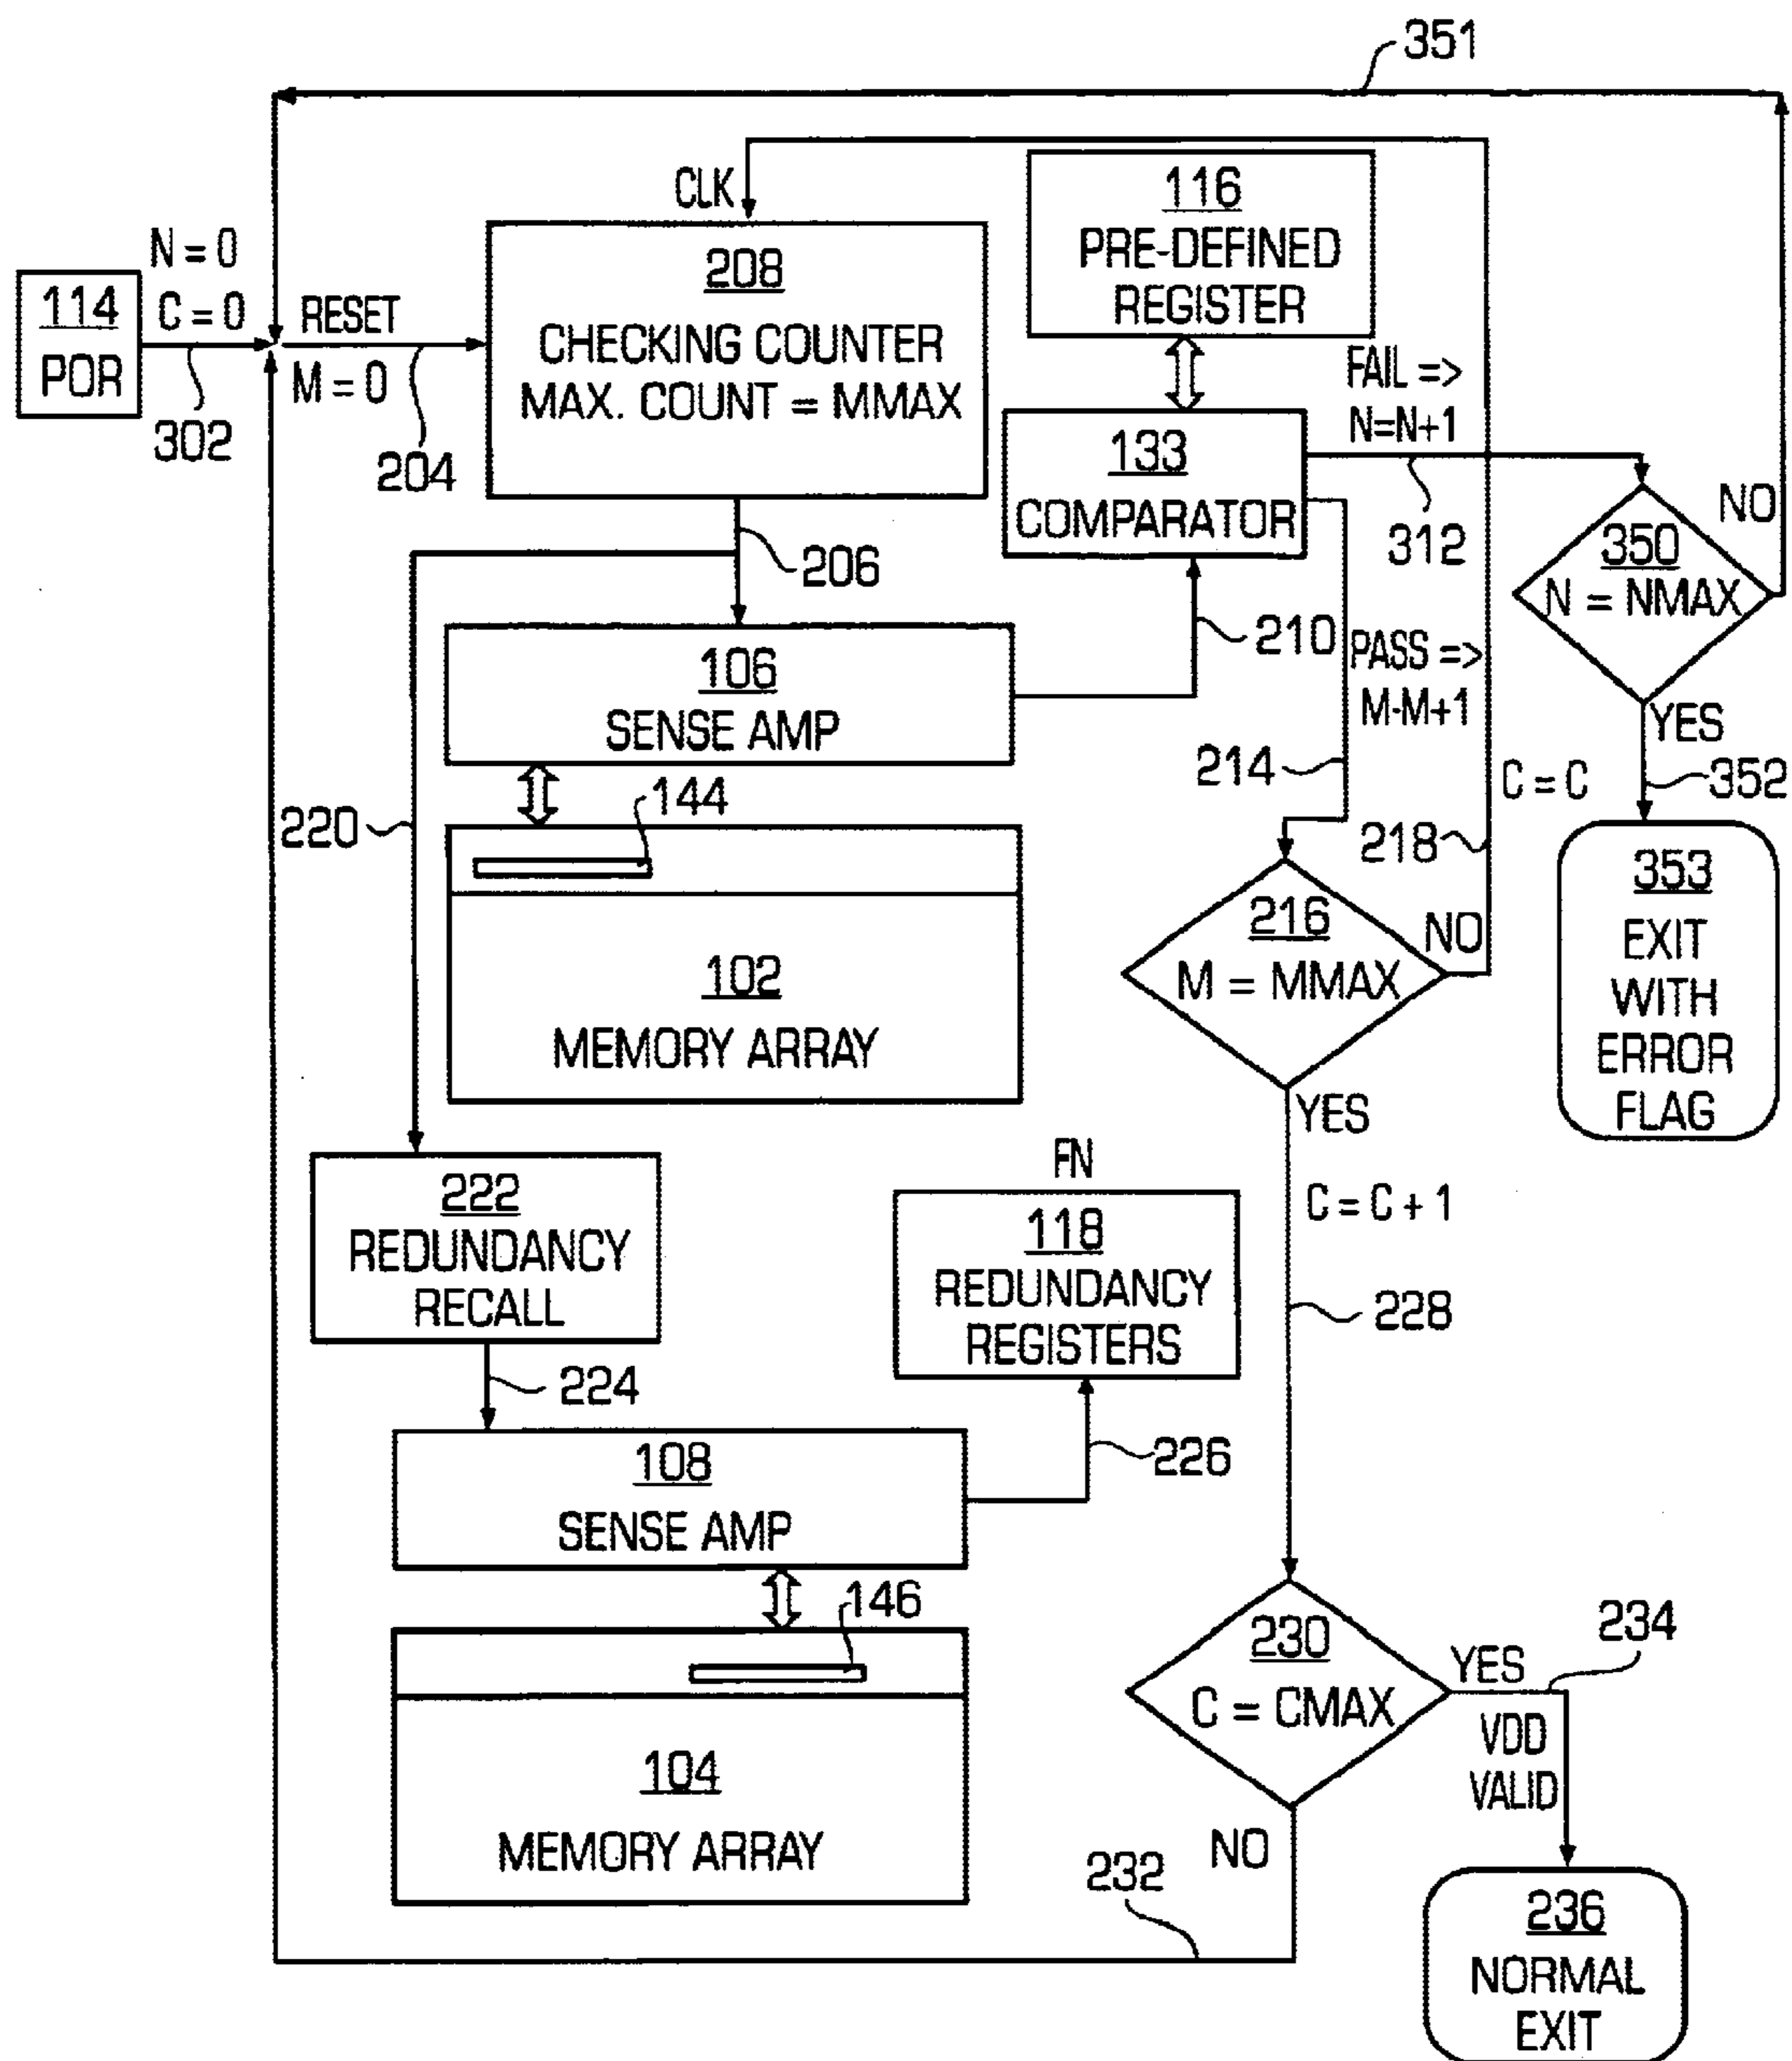 351
CLK
116
PRE-DEFINED
REGISTER
N = 0
C = 0
114
POR
302
RESET
M = 0
204
208
CHECKING COUNTER
MAX. COUNT = MMAX
FAIL =>
N=N+1
312
133
COMPARATOR
NO
350
N = NMAX
YES
352
206
210
PASS =>
M-M+1
214
106
SENSE AMP
C = C
218
220
144
102
MEMORY ARRAY
353
EXIT
WITH
ERROR
FLAG
216
M = MMAX
NO
YES
C = C + 1
228
222
REDUNDANCY
RECALL
224
FN
118
REDUNDANCY
REGISTERS
226
108
SENSE AMP
146
104
MEMORY ARRAY
230
C = CMAX
YES
234
VDD
VALID
NO
232
236
NORMAL
EXIT